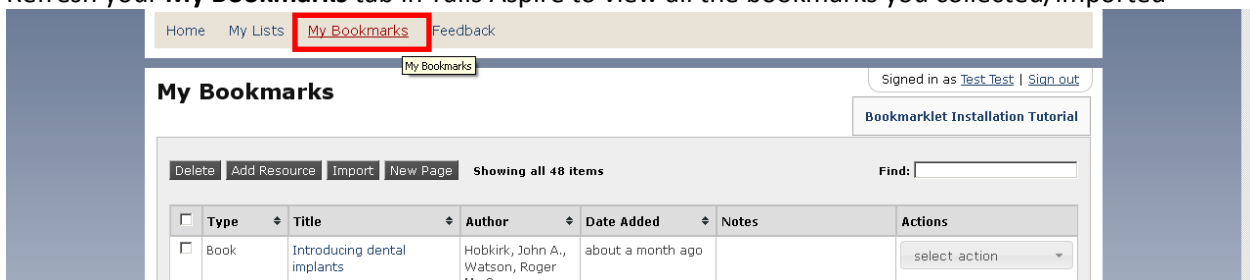 Refresh your My Bookmarks tab in Talis Aspire to view all the bookmarks you collected/imported
Home My Lists My Bookmarks Feedback
My Bookmarks
Signed in as Test Test | Sign out
My Bookmarks
Bookmarklet Installation Tutorial
Delete Add Resource Import New Page Showing all 48 items Find:
Type Title Author Date Added Notes Actions
Book Introducing dental Hobkirk, John A., about a month ago select action
implants Watson, Roger